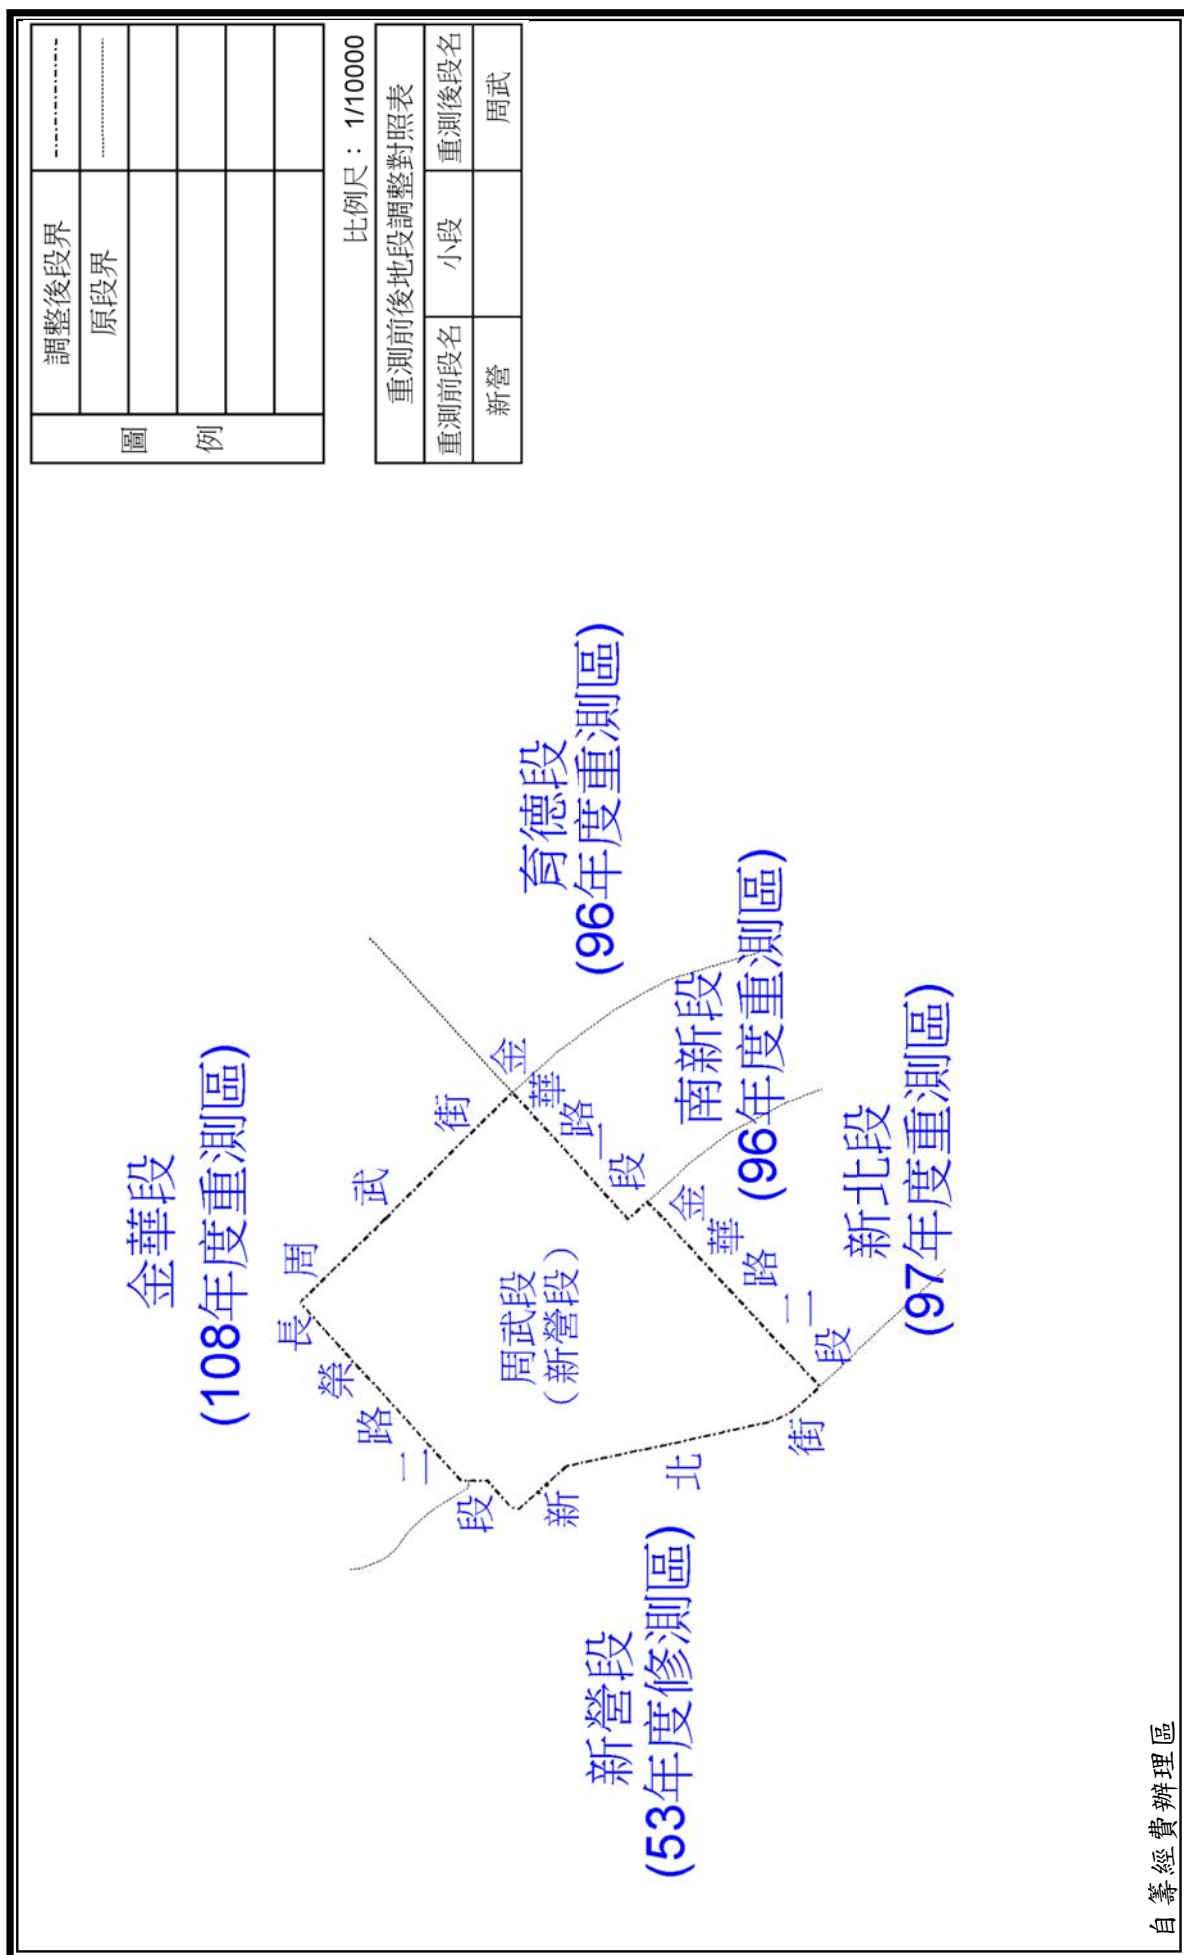 圖例
調整後段界
原段界
比例尺：1/10000
重測前後地段調整對照表
重測前段名 小段 重測後段名
新營 周武
金華段
(108年度重測區)
周武街
長榮路二段
周武段
(新營段)
金華路一段
育德段
(96年度重測區)
南新段
(96年度重測區)
金華路二段
新北段
(97年度重測區)
新北街
新營段
(53年度修測區)
自籌經費辦理區